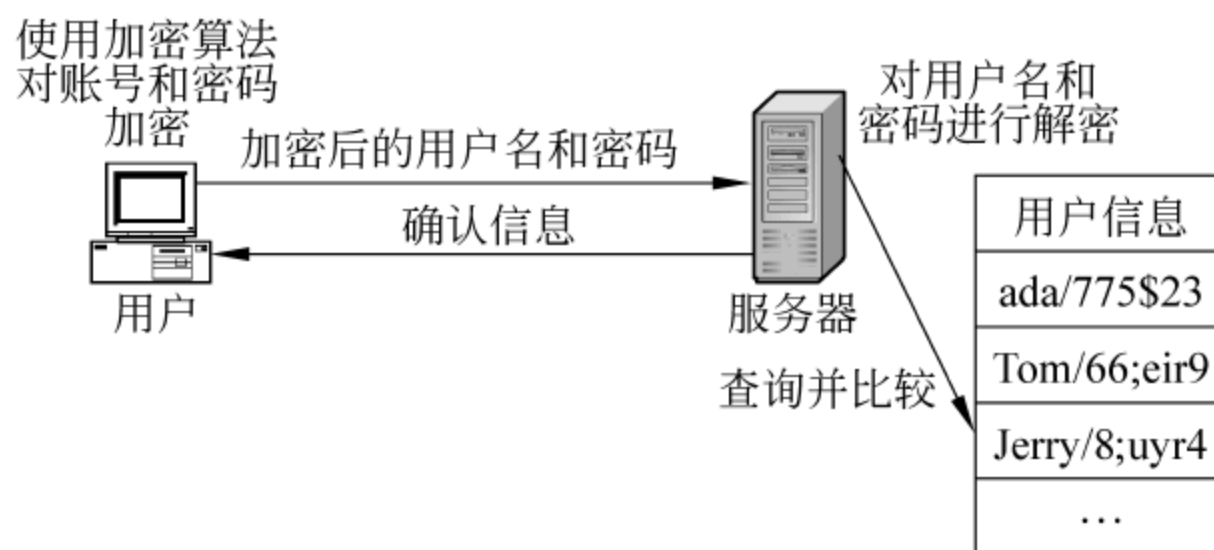 使用加密算法
对账号和密码
加密
加密后的用户名和密码
确认信息
用户
对用户名和
密码进行解密
服务器
查询并比较
用户信息
ada/775$23
Tom/66;eir9
Jerry/8;uyr4
…